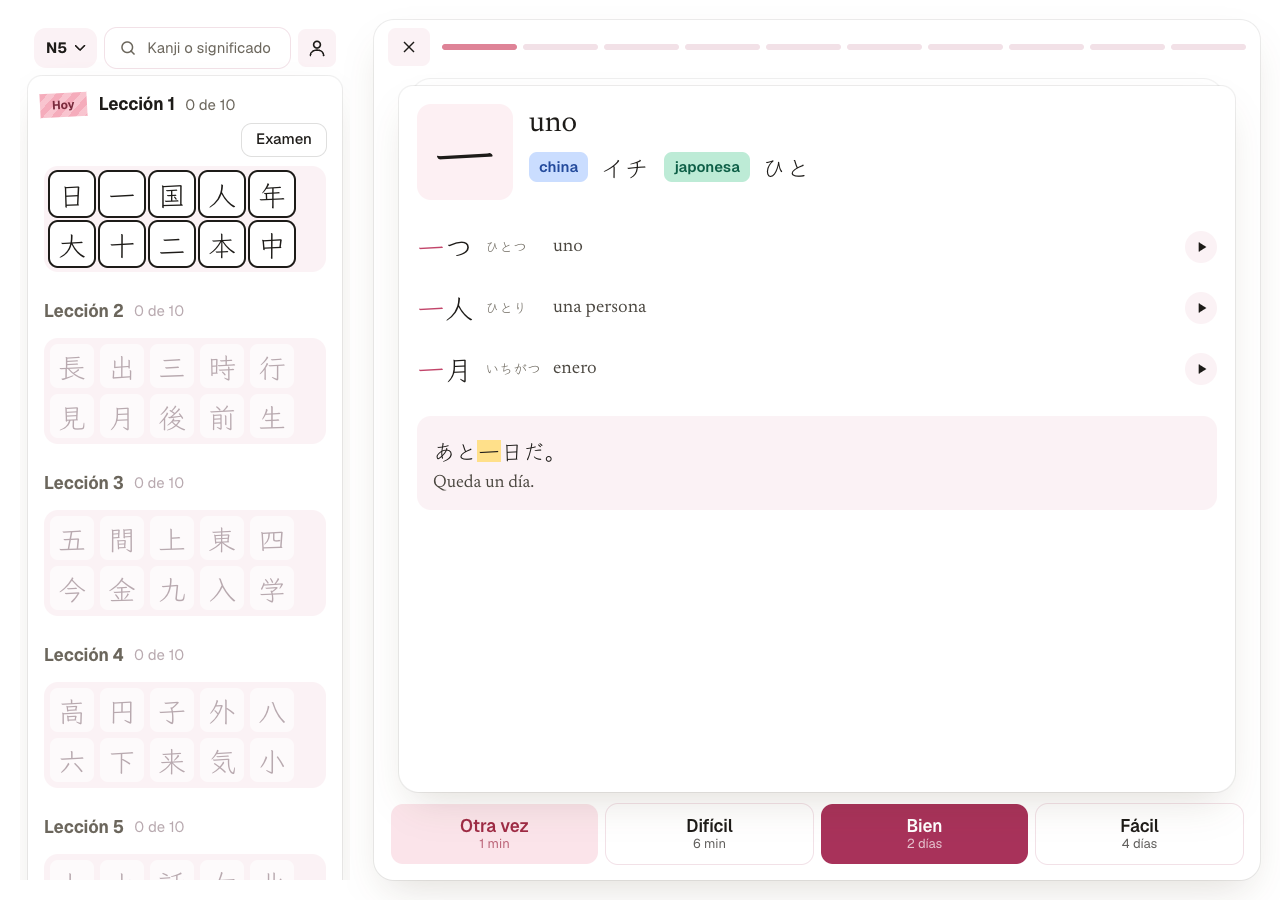 N5
Kanji o significado
Hoy
Lección 1
0 de 10
Examen
日 一 国 人 年
大 十 二 本 中
Lección 2
0 de 10
長 出 三 時 行
見 月 後 前 生
Lección 3
0 de 10
五 間 上 東 四
今 金 九 入 学
Lección 4
0 de 10
高 円 子 外 八
六 下 来 気 小
Lección 5
0 de 10
一
uno
china イチ japonesa ひと
一つ ひとつ uno
一人 ひとり una persona
一月 いちがつ enero
あと一日だ。
Queda un día.
Otra vez
1 min
Difícil
6 min
Bien
2 días
Fácil
4 días